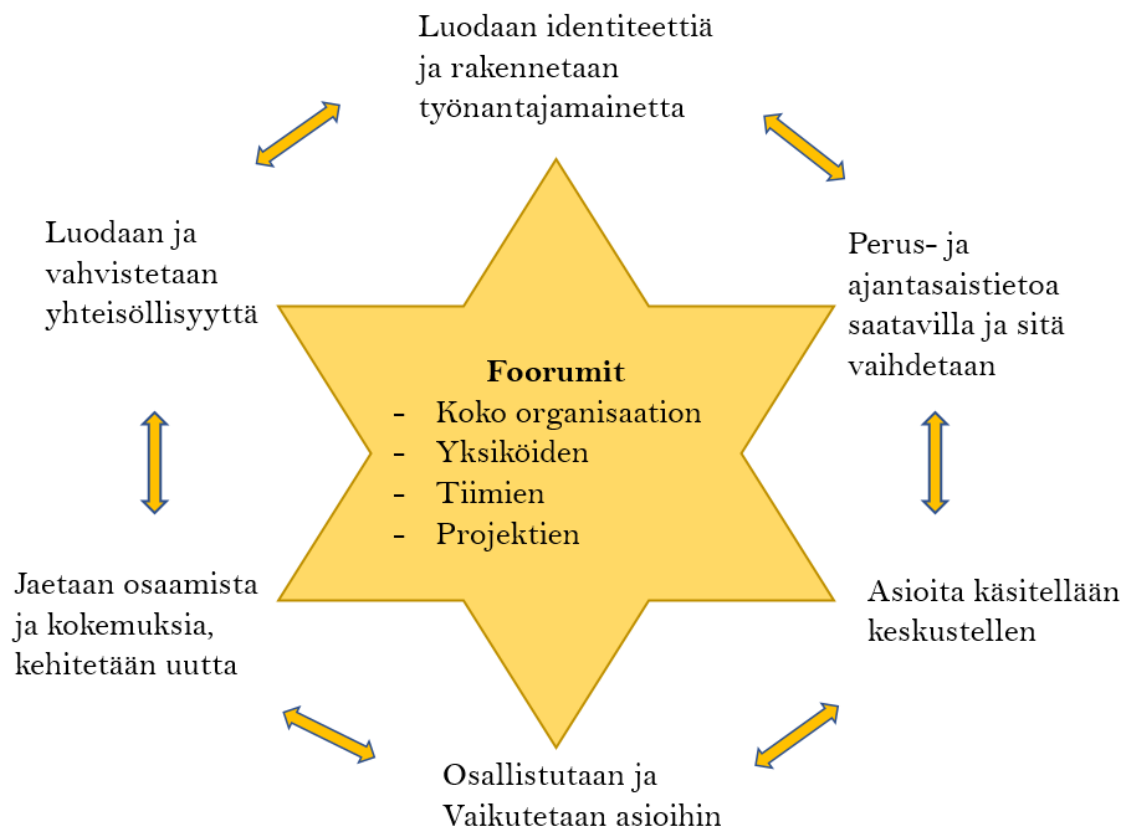 Luodaan identiteettiä
ja rakennetaan
työnantajamainetta
Perus- ja
ajantasaistietoa
saatavilla ja sitä
vaihdetaan
Asioita käsitellään
keskustellen
Osallistutaan ja
Vaikutetaan asioihin
Jaetaan osaamista
ja kokemuksia,
kehitetään uutta
Luodaan ja
vahvistetaan
yhteisöllisyyttä
Foorumit
- Koko organisaation
- Yksiköiden
- Tiimien
- Projektien